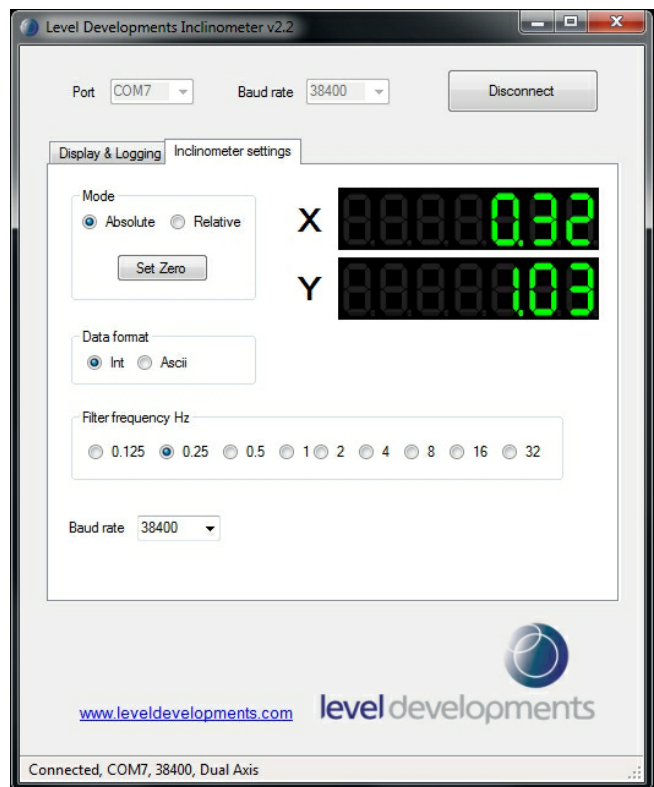 Level Developments Inclinometer v2.2
Port COM7 Baud rate 38400 Disconnect
Display & Logging Inclinometer settings
Mode
Absolute Relative
Set Zero
X 0.32
Y 1.03
Data format
Int Ascii
Filter frequency Hz
0.125 0.25 0.5 1 2 4 8 16 32
Baud rate 38400
www.leveldevelopments.com leveldevelopments
Connected, COM7, 38400, Dual Axis